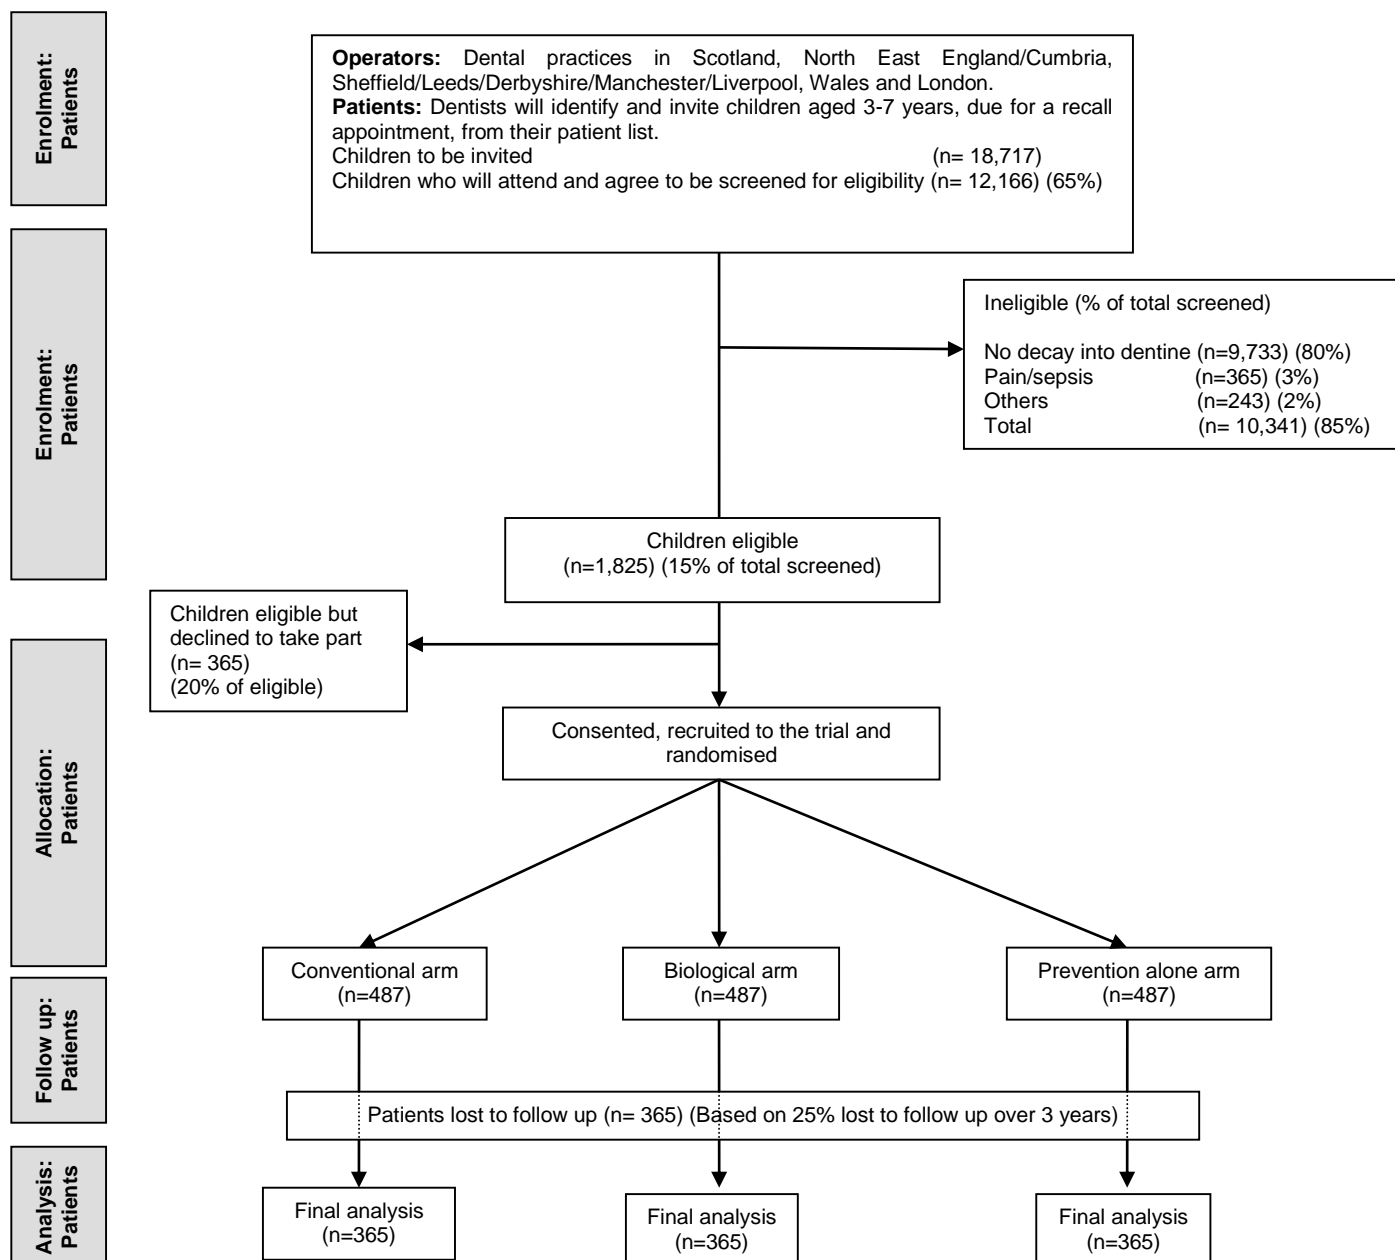 Enrolment:
Patients
Operators: Dental practices in Scotland, North East England/Cumbria,
Sheffield/Leeds/Derbyshire/Manchester/Liverpool, Wales and London.
Patients: Dentists will identify and invite children aged 3-7 years, due for a recall
appointment, from their patient list.
Children to be invited (n= 18,717)
Children who will attend and agree to be screened for eligibility (n= 12,166) (65%)
Enrolment:
Patients
Ineligible (% of total screened)
No decay into dentine (n=9,733) (80%)
Pain/sepsis (n=365) (3%)
Others (n=243) (2%)
Total (n= 10,341) (85%)
Children eligible
(n=1,825) (15% of total screened)
Children eligible but
declined to take part
(n= 365)
(20% of eligible)
Allocation:
Patients
Consented, recruited to the trial and
randomised
Conventional arm
(n=487)
Biological arm
(n=487)
Prevention alone arm
(n=487)
Follow up:
Patients
Patients lost to follow up (n= 365) (Based on 25% lost to follow up over 3 years)
Analysis:
Patients
Final analysis
(n=365)
Final analysis
(n=365)
Final analysis
(n=365)